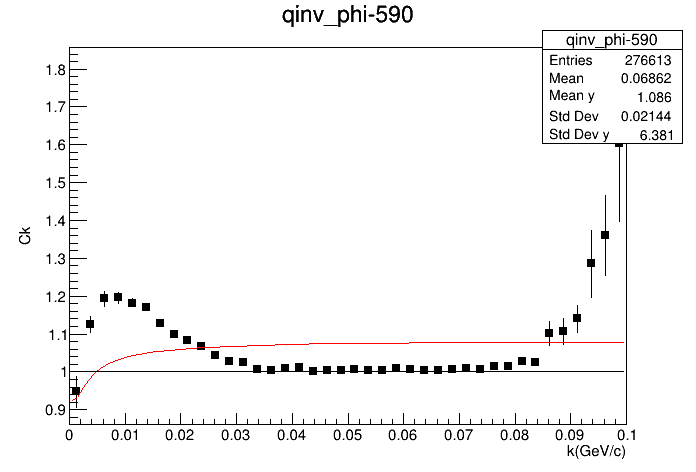 qinv_phi-590
qinv_phi-590
Entries 276613
Mean 0.06862
Mean y 1.086
Std Dev 0.02144
Std Dev y 6.381
Ck
1.8
1.7
1.6
1.5
1.4
1.3
1.2
1.1
1
0.9
0 0.01 0.02 0.03 0.04 0.05 0.06 0.07 0.08 0.09 0.1
k(GeV/c)